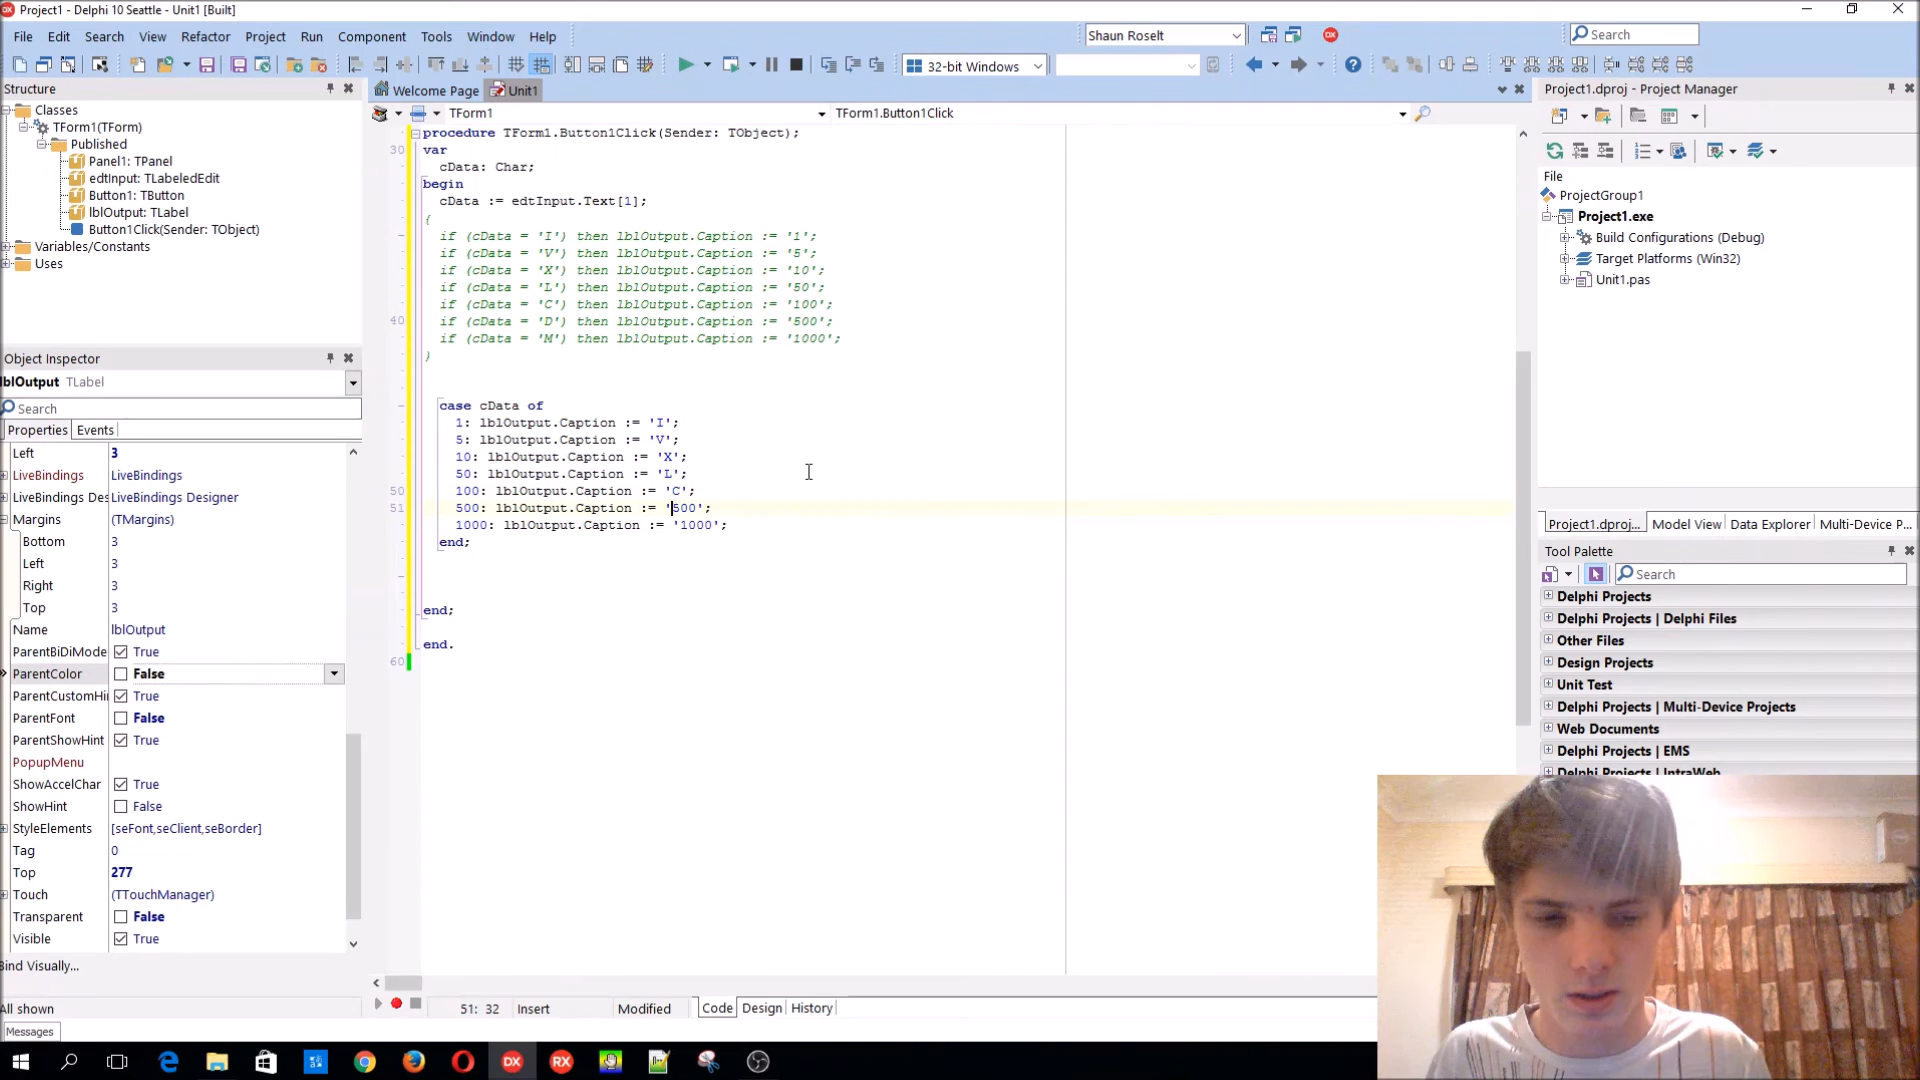 Project1 - Delphi 10 Seattle - Unit1 [Built]
File Edit Search View Refactor Project Run Component Tools Window Help
Shaun Roselt
Search
32-bit Windows
Structure
Classes
TForm1(TForm)
Published
Panel1: TPanel
edtInput: TLabeledEdit
Button1: TButton
lblOutput: TLabel
Button1Click(Sender: TObject)
Variables/Constants
Uses
Object Inspector
lblOutput TLabel
Search
Properties Events
Left 3
LiveBindings LiveBindings
LiveBindings Des LiveBindings Designer
Margins (TMargins)
Bottom 3
Left 3
Right 3
Top 3
Name lblOutput
ParentBiDiMode True
ParentColor False
ParentCustomHi True
ParentFont False
ParentShowHint True
PopupMenu
ShowAccelChar True
ShowHint False
StyleElements [seFont,seClient,seBorder]
Tag 0
Top 277
Touch (TTouchManager)
Transparent False
Visible True
Bind Visually...
All shown
Messages
Welcome Page Unit1
TForm1 TForm1.Button1Click
procedure TForm1.Button1Click(Sender: TObject);
30 var
cData: Char;
begin
cData := edtInput.Text[1];
{
if (cData = 'I') then lblOutput.Caption := '1';
if (cData = 'V') then lblOutput.Caption := '5';
if (cData = 'X') then lblOutput.Caption := '10';
if (cData = 'L') then lblOutput.Caption := '50';
if (cData = 'C') then lblOutput.Caption := '100';
40 if (cData = 'D') then lblOutput.Caption := '500';
if (cData = 'M') then lblOutput.Caption := '1000';
}
case cData of
1: lblOutput.Caption := 'I';
5: lblOutput.Caption := 'V';
10: lblOutput.Caption := 'X';
50: lblOutput.Caption := 'L';
50 100: lblOutput.Caption := 'C';
51 500: lblOutput.Caption := '500';
1000: lblOutput.Caption := '1000';
end;
end;
end.
60
51: 32 Insert Modified Code Design History
Project1.dproj - Project Manager
File
ProjectGroup1
Project1.exe
Build Configurations (Debug)
Target Platforms (Win32)
Unit1.pas
Project1.dproj... Model View Data Explorer Multi-Device P...
Tool Palette
Search
Delphi Projects
Delphi Projects | Delphi Files
Other Files
Design Projects
Unit Test
Delphi Projects | Multi-Device Projects
Web Documents
Delphi Projects | EMS
Delphi Projects | IntraWeb
DX RX